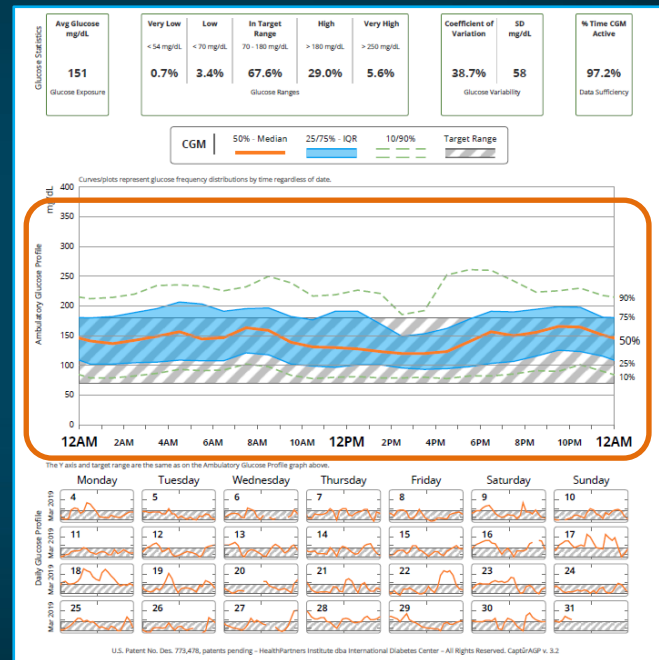 Glucose Statistics
Avg Glucose
mg/dL
151
Glucose Exposure
Very Low Low In Target Range High Very High
< 54 mg/dL < 70 mg/dL 70 - 180 mg/dL > 180 mg/dL > 250 mg/dL
0.7% 3.4% 67.6% 29.0% 5.6%
Glucose Ranges
Coefficient of Variation SD mg/dL
38.7% 58
Glucose Variability
% Time CGM
Active
97.2%
Data Sufficiency
CGM 50% - Median 25/75% - IQR 10/90% Target Range
Curves/plots represent glucose frequency distributions by time regardless of date.
mg/dL
Ambulatory Glucose Profile
400
350
300
250
200
150
100
50
0
90%
75%
50%
25%
10%
12AM 2AM 4AM 6AM 8AM 10AM 12PM 2PM 4PM 6PM 8PM 10PM 12AM
The Y axis and target range are the same as on the Ambulatory Glucose Profile graph above.
Daily Glucose Profile
Monday Tuesday Wednesday Thursday Friday Saturday Sunday
Mar 2019 4 5 6 7 8 9 10
Mar 2019 11 12 13 14 15 16 17
Mar 2019 18 19 20 21 22 23 24
Mar 2019 25 26 27 28 29 30 31
U.S. Patent No. Des. 773,478, patents pending – HealthPartners Institute dba International Diabetes Center – All Rights Reserved. CaptūrAGP v. 3.2